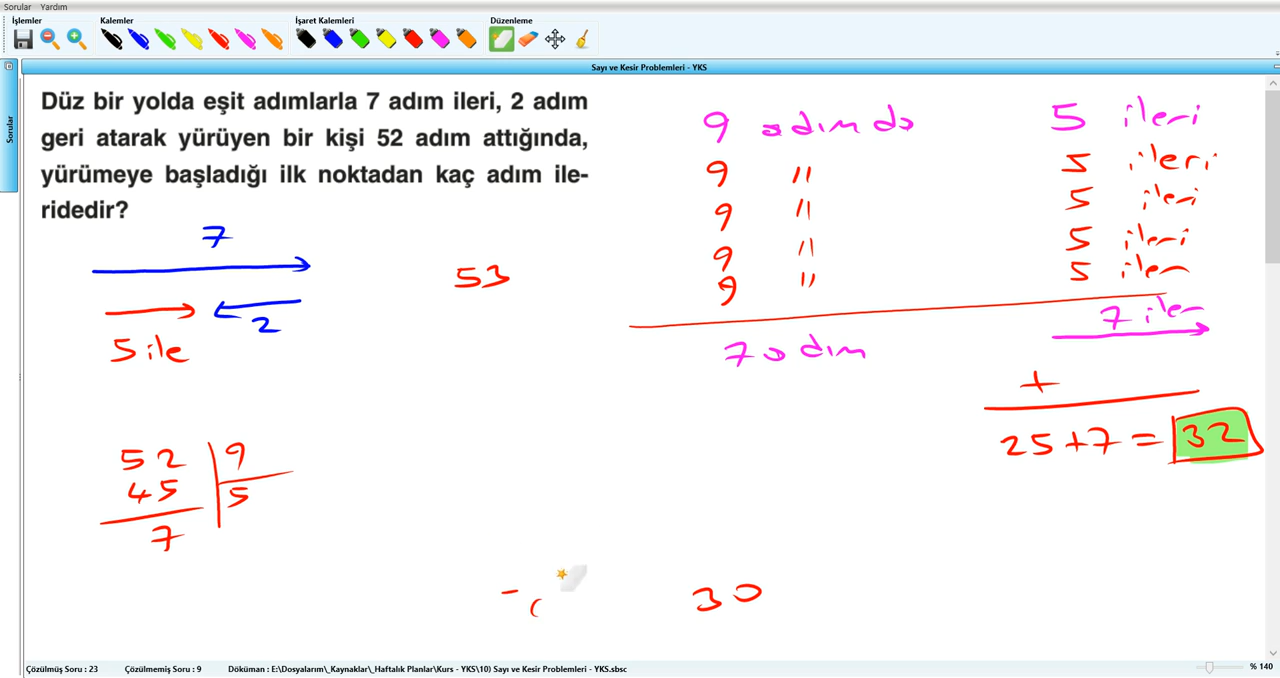 Sorular Yardım
İşlemler Kalemler İşaret Kalemleri Düzenleme
Sayı ve Kesir Problemleri - YKS
Sorular
Düz bir yolda eşit adımlarla 7 adım ileri, 2 adım
geri atarak yürüyen bir kişi 52 adım attığında,
yürümeye başladığı ilk noktadan kaç adım ile-
ridedir?
7
2
5 ile
53
52 9
45 5
7
9 adımda 5 ileri
9 " 5 ileri
9 " 5 ileri
9 " 5 ileri
9 " 5 iler
7 adım 7 iler
+
25+7=32
30
Çözülmüş Soru : 23 Çözülmemiş Soru : 9 Döküman : E:\Dosyalarım\_Kaynaklar\_Haftalık Planlar\Kurs - YKS\10) Sayı ve Kesir Problemleri - YKS.sbsc % 140